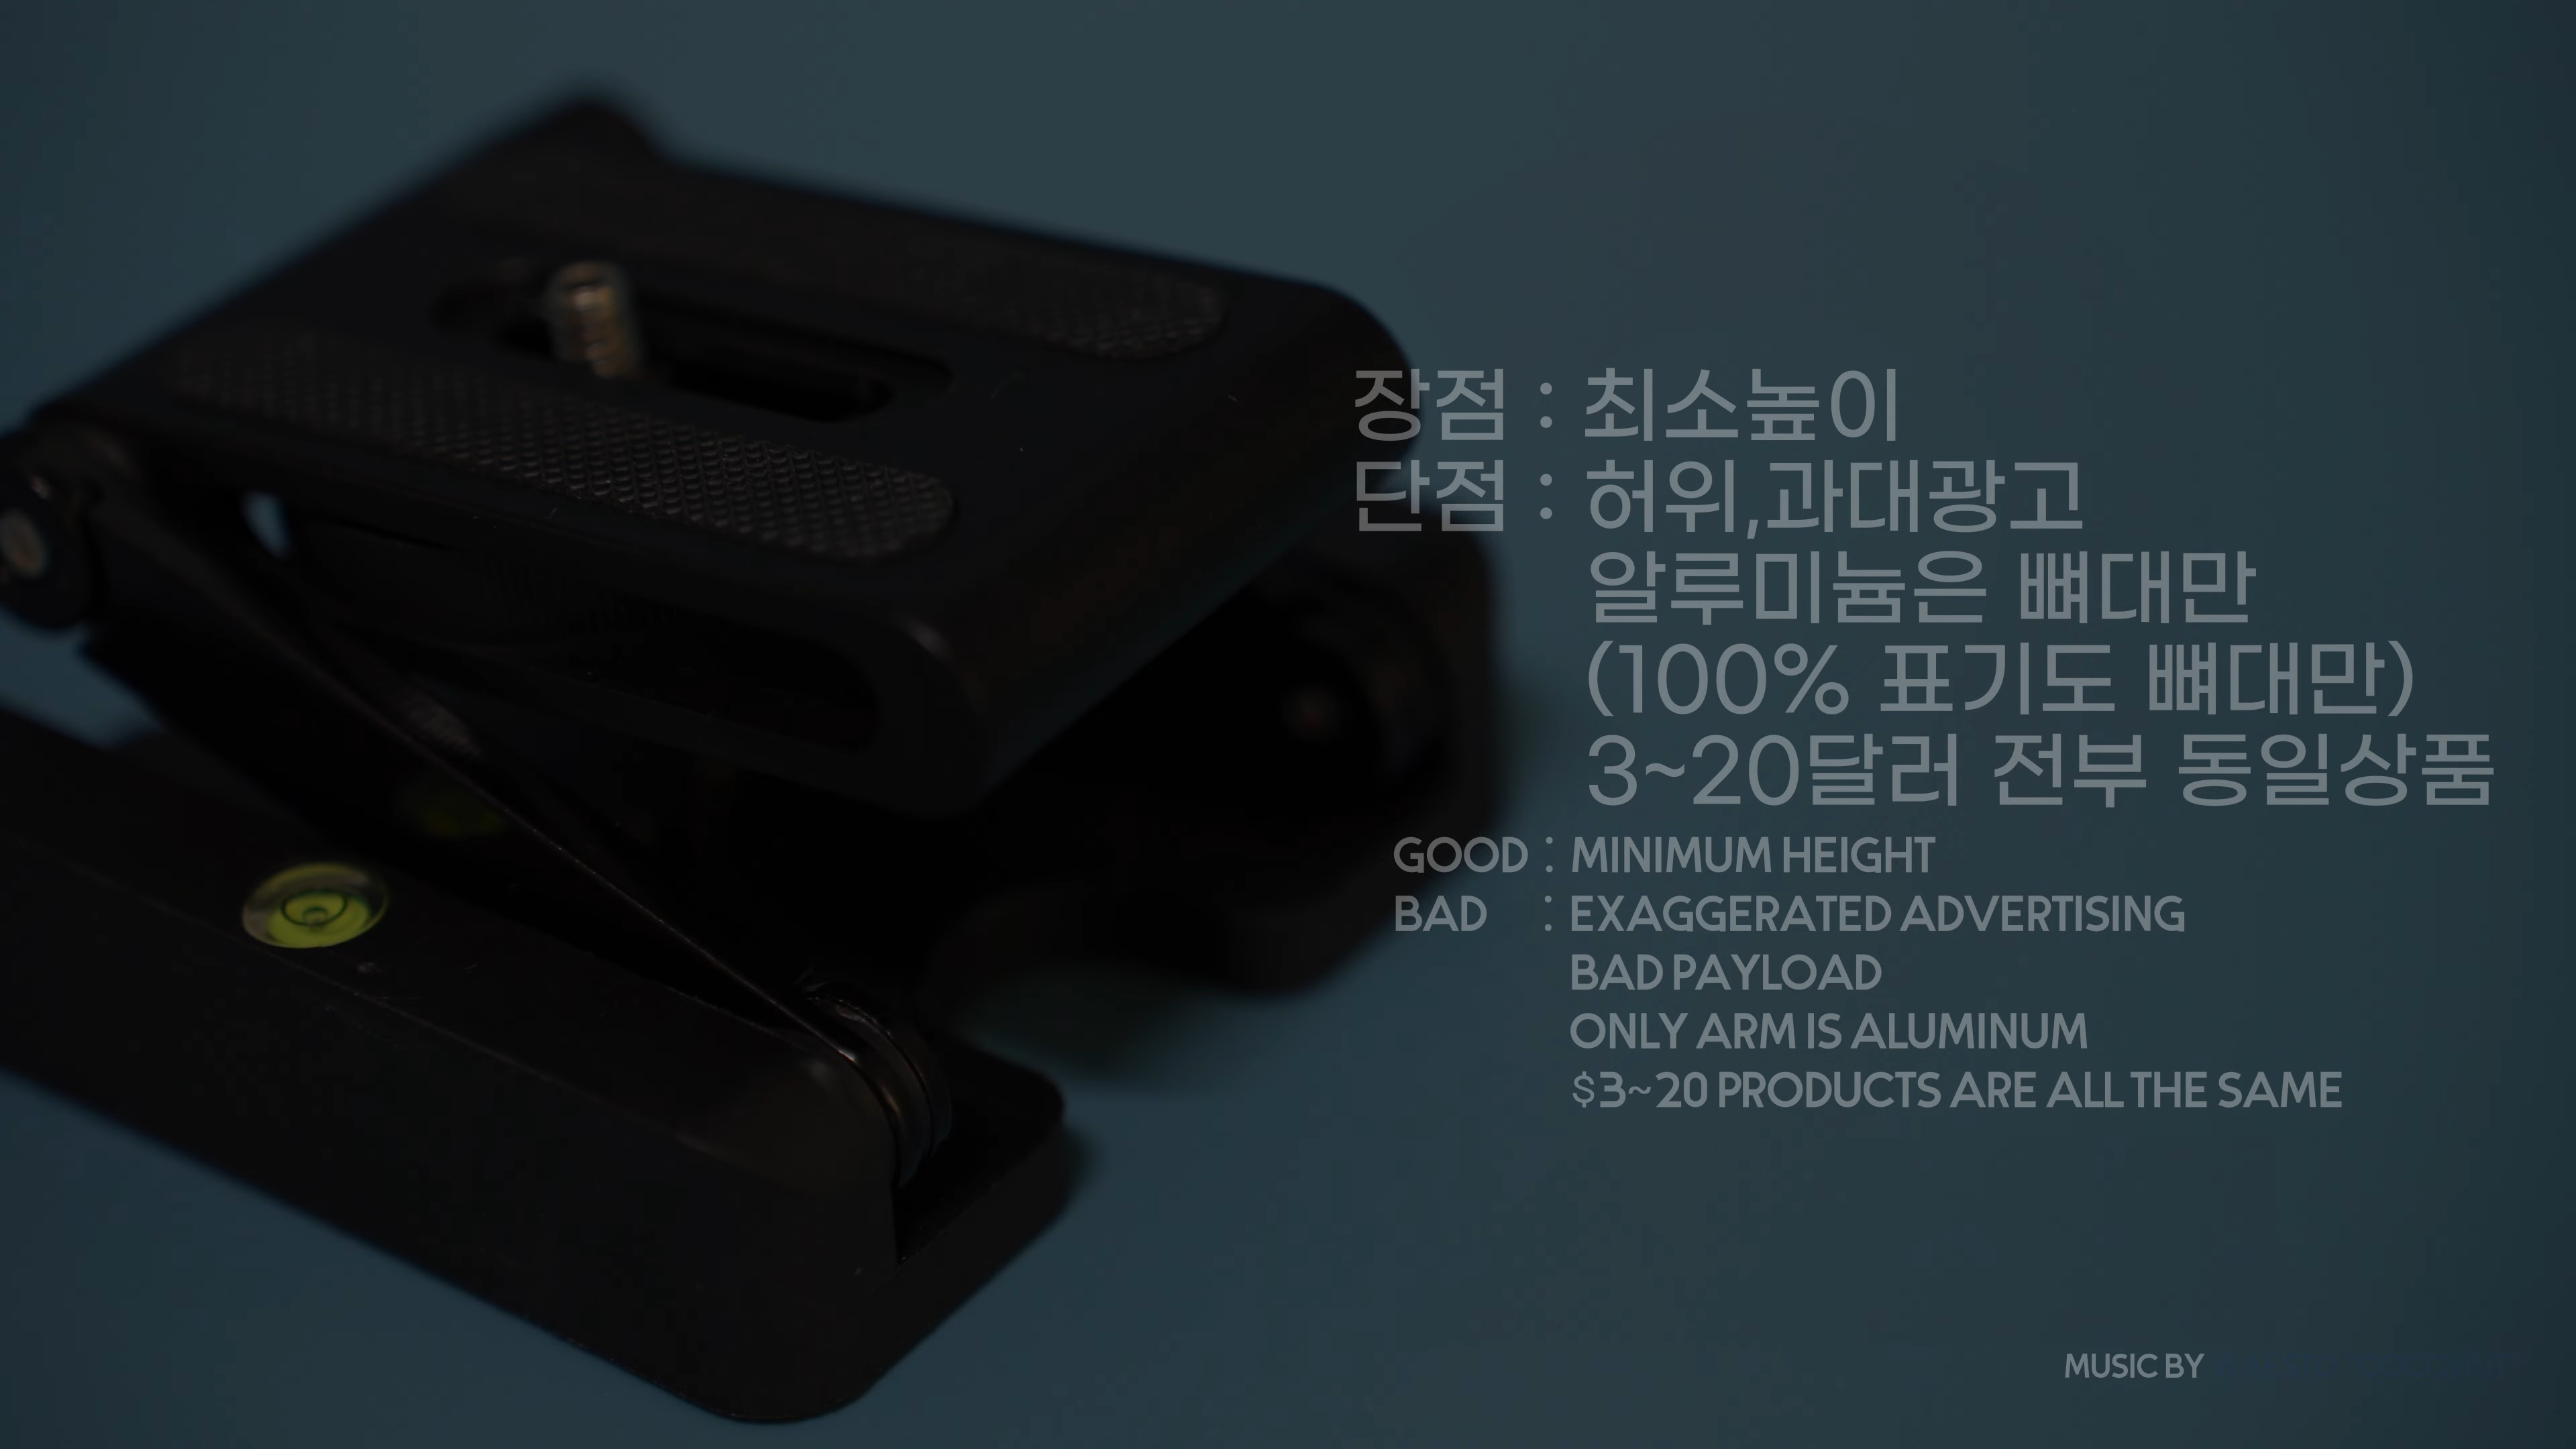 장점 : 최소높이
단점 : 허위,과대광고
알루미늄은 뼈대만
(100% 표기도 뼈대만)
3~20달러 전부 동일상품
GOOD : MINIMUM HEIGHT
BAD : EXAGGERATED ADVERTISING
BAD PAYLOAD
ONLY ARM IS ALUMINUM
$3~20 PRODUCTS ARE ALL THE SAME
MUSIC BY